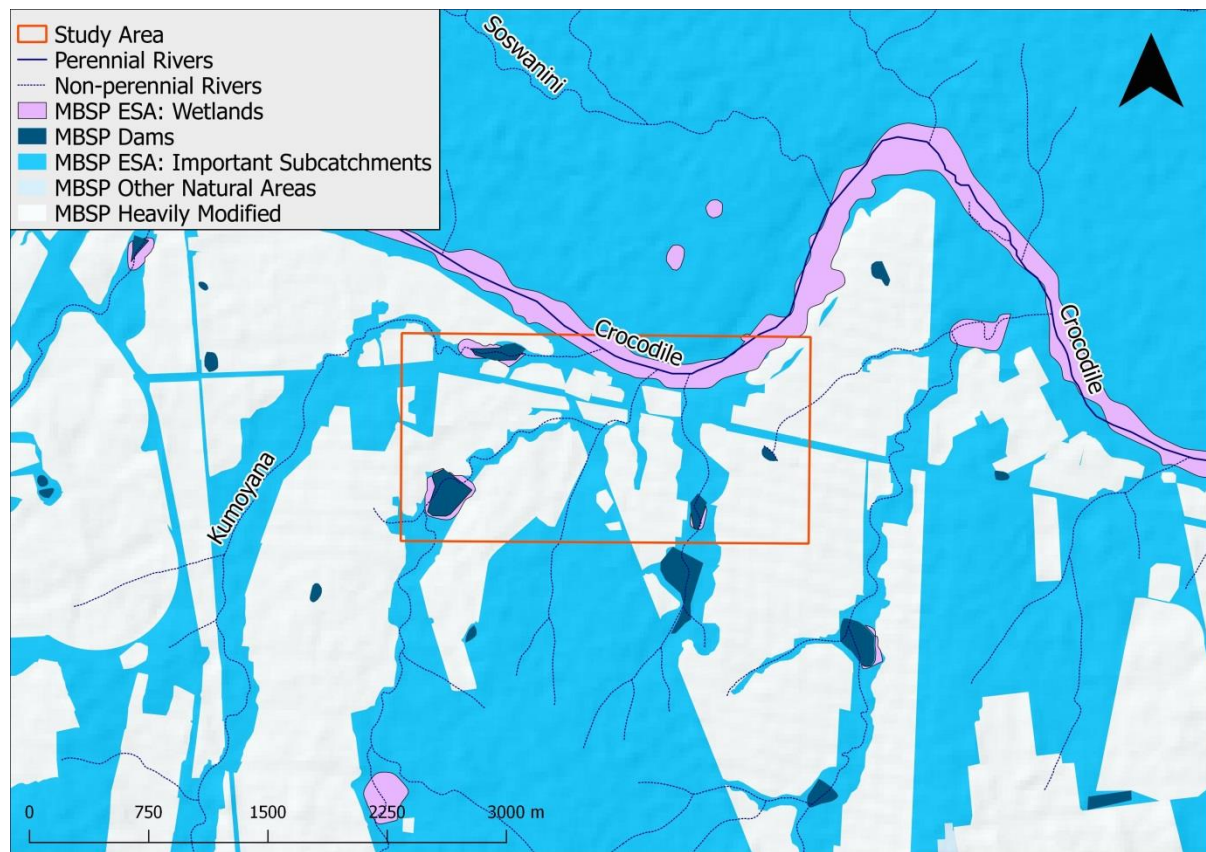 Study Area
Perennial Rivers
Non-perennial Rivers
MBSP ESA: Wetlands
MBSP Dams
MBSP ESA: Important Subcatchments
MBSP Other Natural Areas
MBSP Heavily Modified
Soswanini
Crocodile
Crocodile
Kumoyana
0 750 1500 2250 3000 m